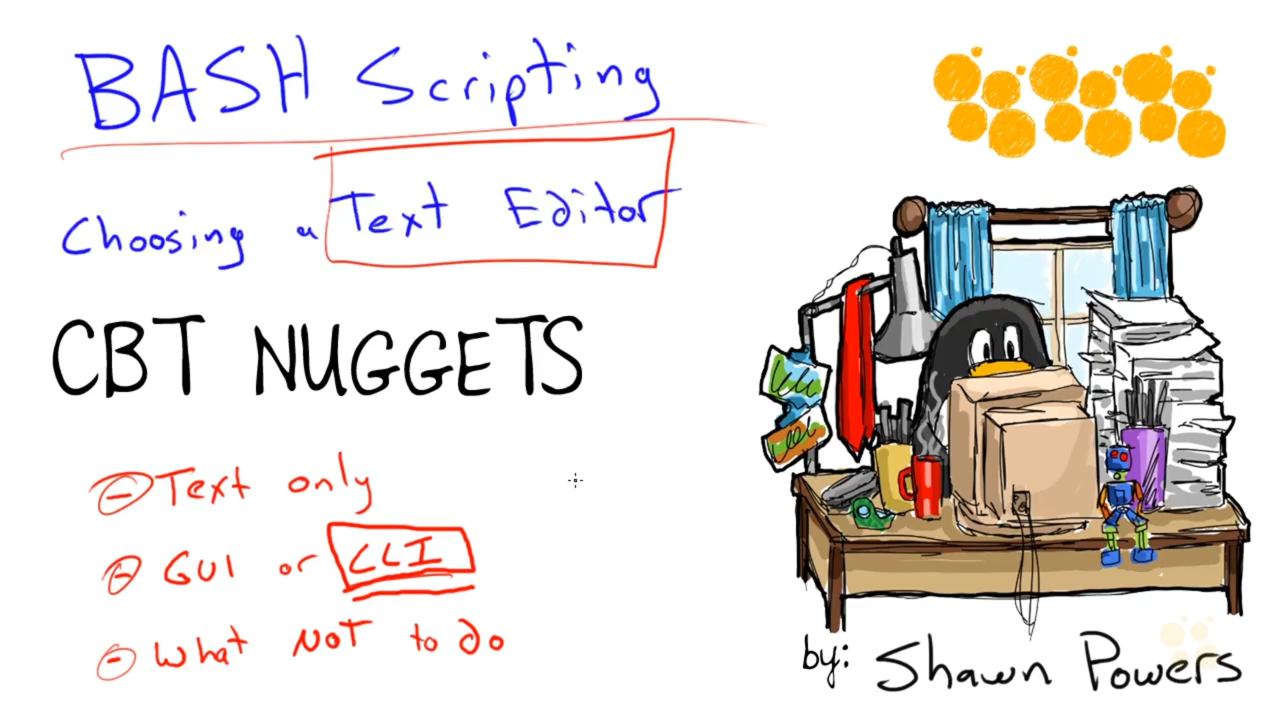 BASH Scripting
Choosing a Text Editor
CBT NUGGETS
Text only
GUI or CLI
What NOT to do
by: Shawn Powers